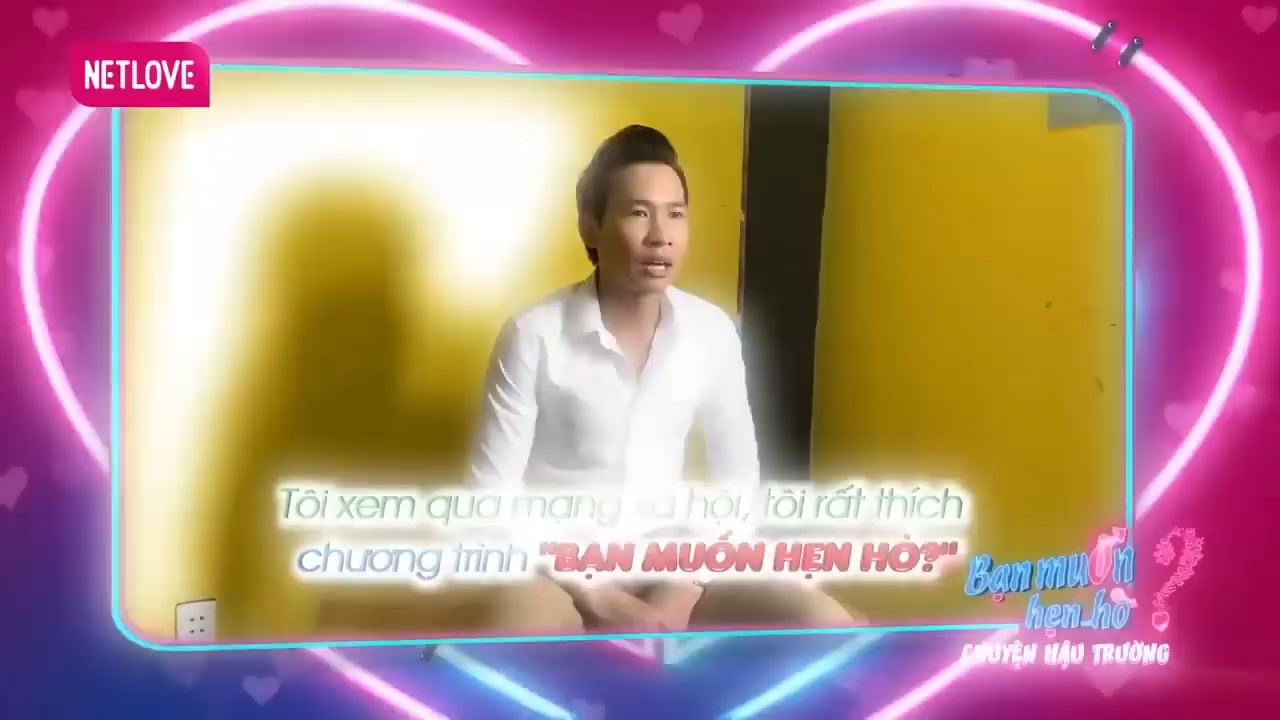 NETLOVE
Tôi xem qua mạng xã hội, tôi rất thích
chương trình "BẠN MUỐN HẸN HÒ?"
Bạn muốn
hẹn hò ?
CHUYỆN HẬU TRƯỜNG